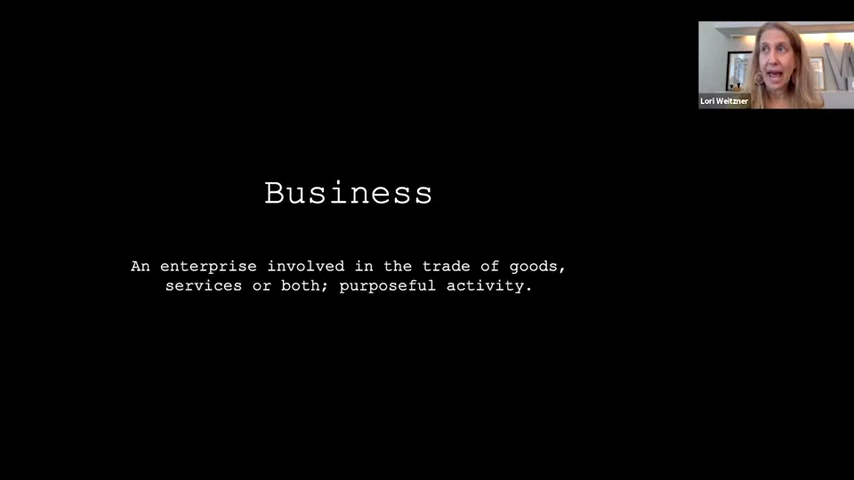 Business
An enterprise involved in the trade of goods,
services or both; purposeful activity.
Lori Weitzner
W